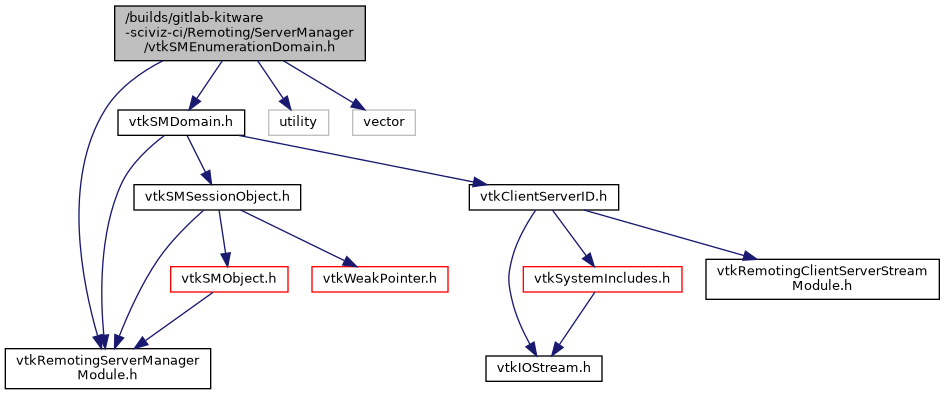 /builds/gitlab-kitware
-sciviz-ci/Remoting/ServerManager
/vtkSMEnumerationDomain.h
vtkSMDomain.h
utility
vector
vtkSMSessionObject.h
vtkClientServerID.h
vtkSMObject.h
vtkWeakPointer.h
vtkSystemIncludes.h
vtkRemotingClientServerStream
Module.h
vtkRemotingServerManager
Module.h
vtkIOStream.h